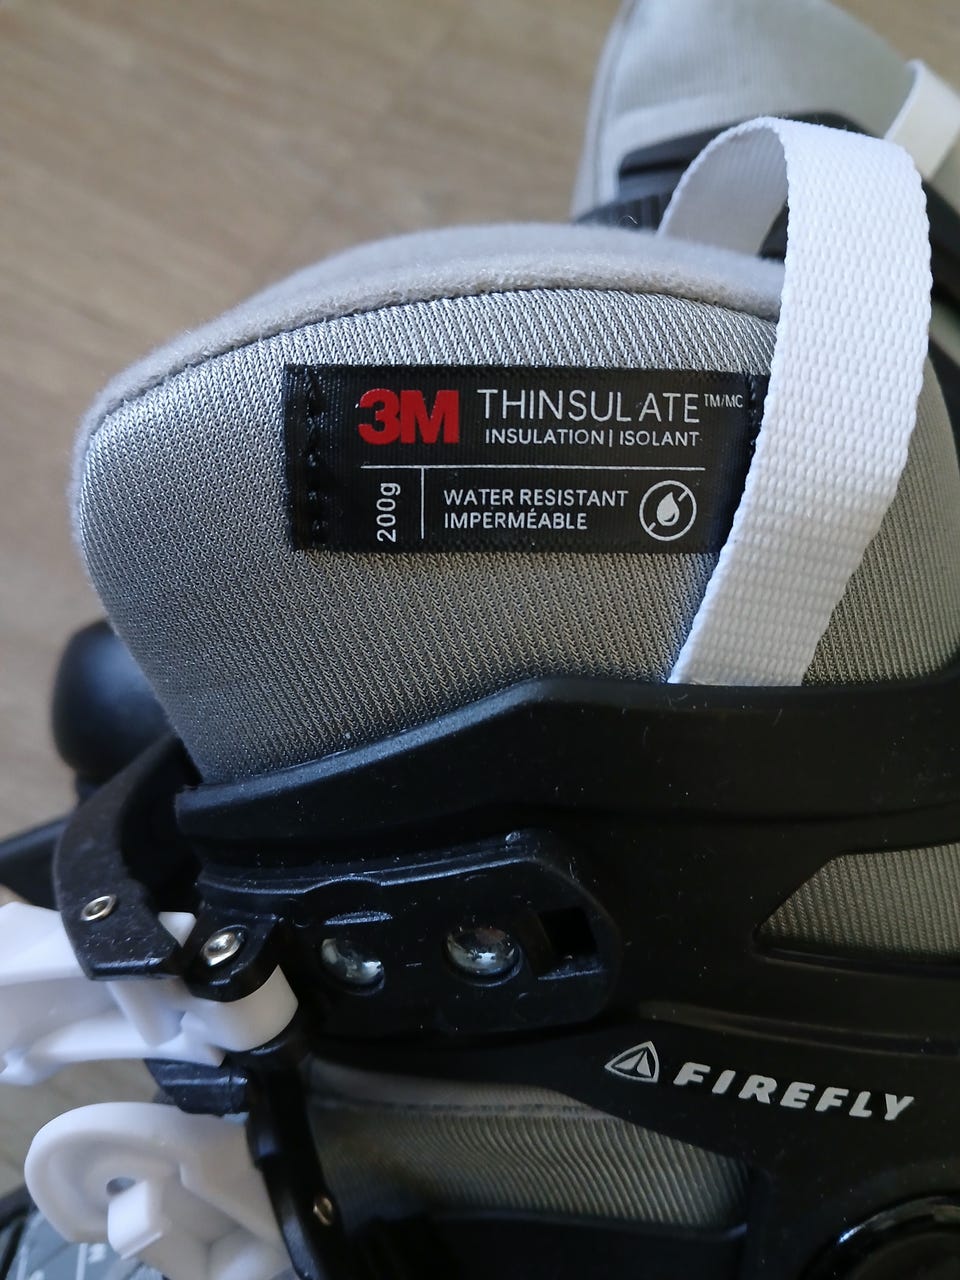 3M THINSULATE™/MC
INSULATION | ISOLANT
200g
WATER RESISTANT
IMPERMÉABLE
FIREFLY